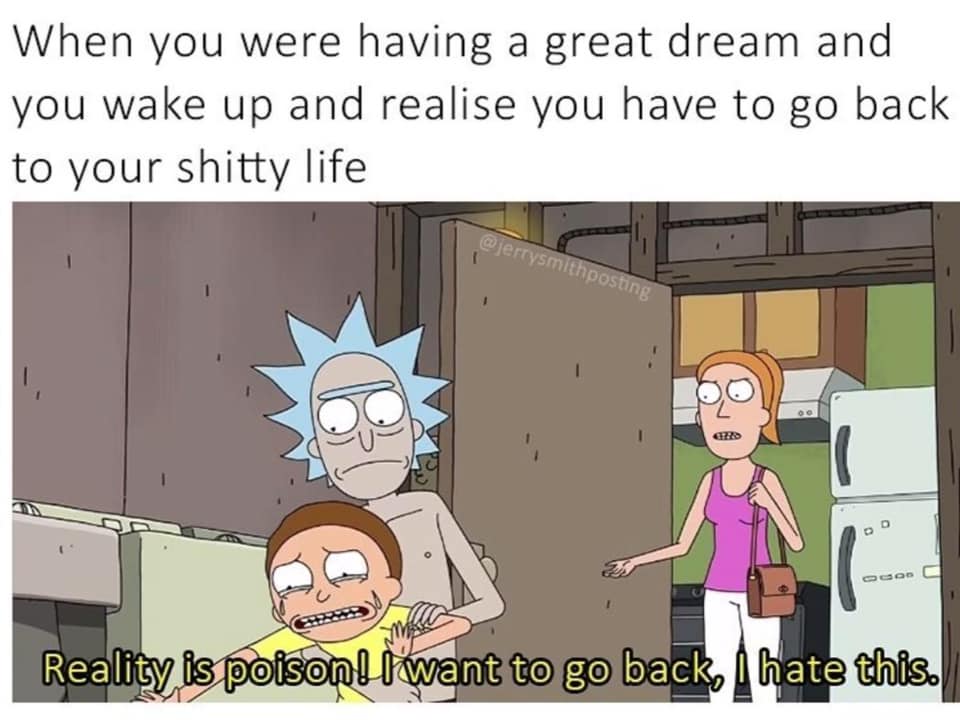 When you were having a great dream and
you wake up and realise you have to go back
to your shitty life
@jerrysmithposting
Reality is poison! I want to go back, I hate this.